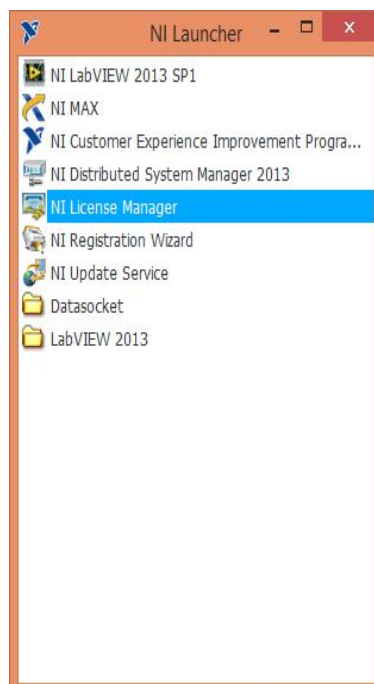 NI Launcher
NI LabVIEW 2013 SP1
NI MAX
NI Customer Experience Improvement Progra...
NI Distributed System Manager 2013
NI License Manager
NI Registration Wizard
NI Update Service
Datasocket
LabVIEW 2013